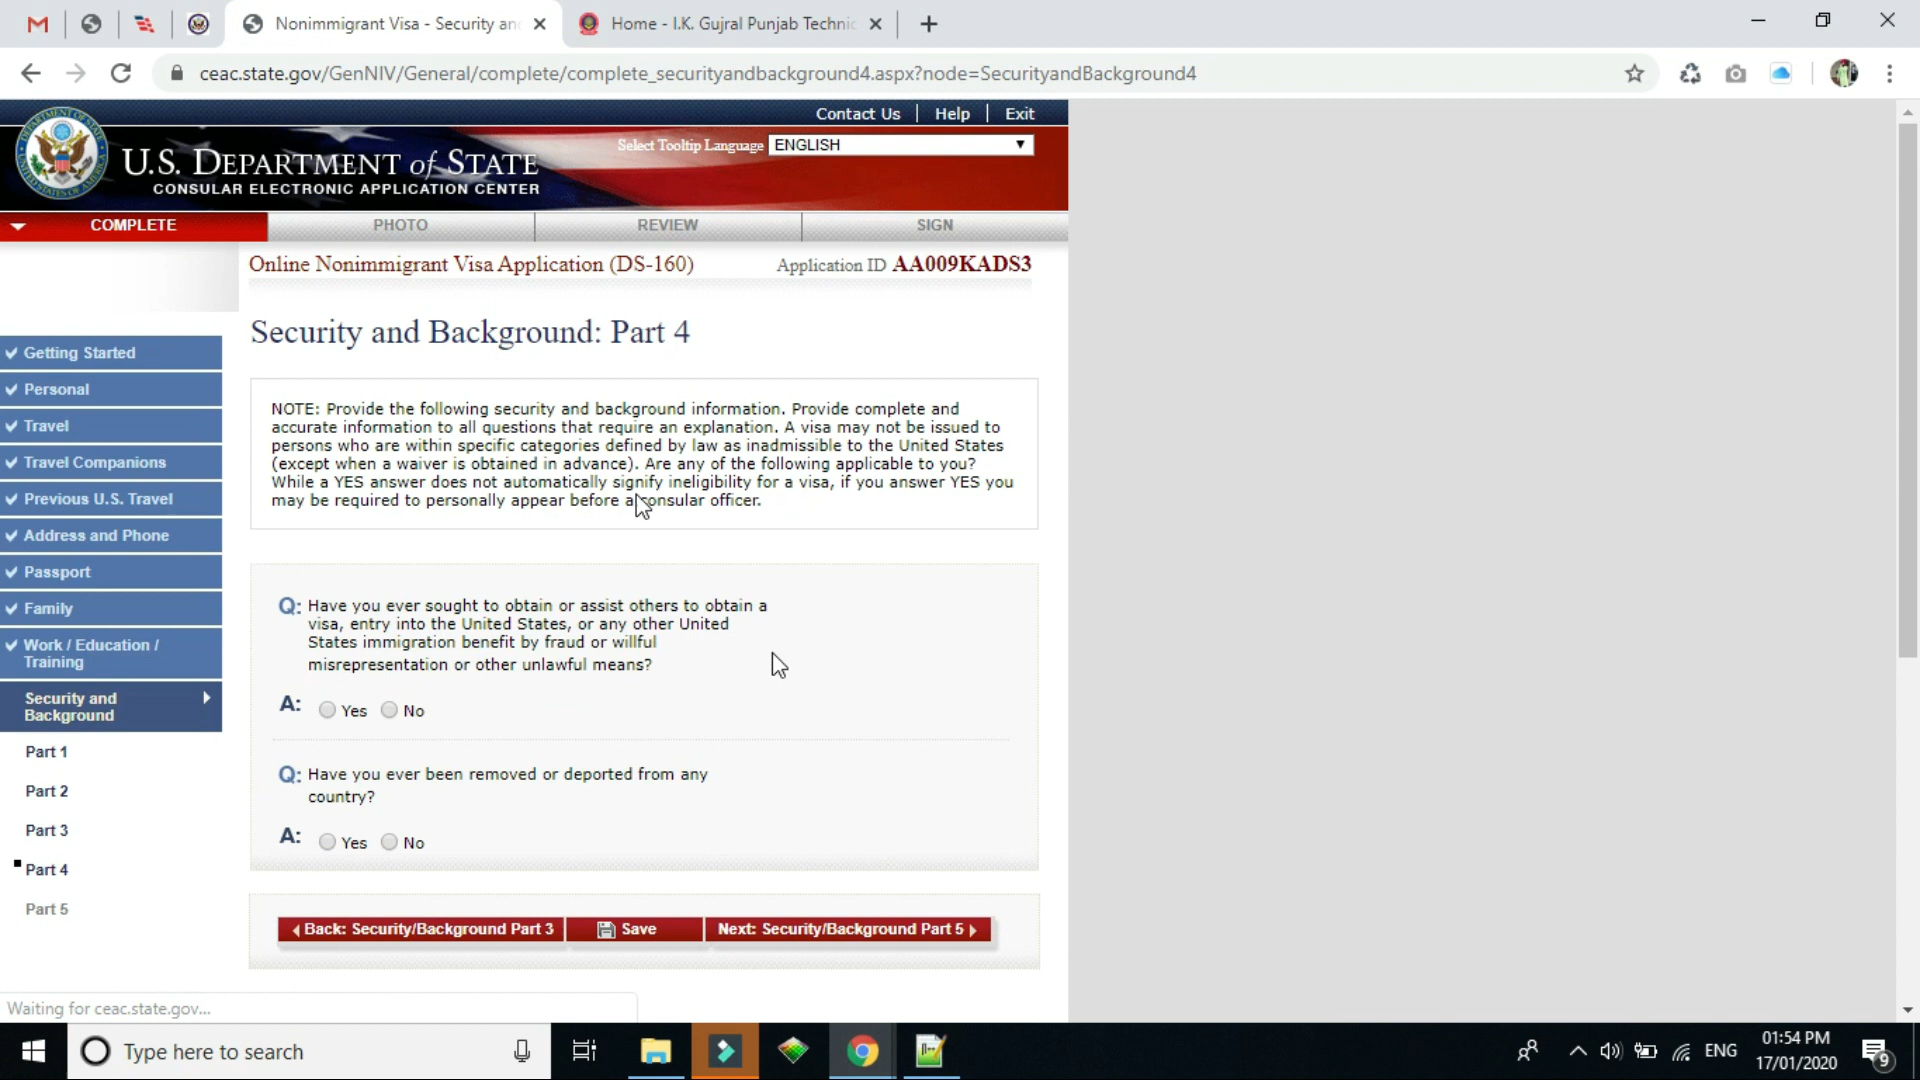 Nonimmigrant Visa - Security an
Home - I.K. Gujral Punjab Technic
ceac.state.gov/GenNIV/General/complete/complete_securityandbackground4.aspx?node=SecurityandBackground4
Contact Us | Help | Exit
Select Tooltip Language ENGLISH
U.S. DEPARTMENT of STATE
CONSULAR ELECTRONIC APPLICATION CENTER
COMPLETE PHOTO REVIEW SIGN
Online Nonimmigrant Visa Application (DS-160) Application ID AA009KADS3
Security and Background: Part 4
Getting Started
Personal
Travel
Travel Companions
Previous U.S. Travel
Address and Phone
Passport
Family
Work / Education /
Training
Security and
Background
Part 1
Part 2
Part 3
Part 4
Part 5
NOTE: Provide the following security and background information. Provide complete and
accurate information to all questions that require an explanation. A visa may not be issued to
persons who are within specific categories defined by law as inadmissible to the United States
(except when a waiver is obtained in advance). Are any of the following applicable to you?
While a YES answer does not automatically signify ineligibility for a visa, if you answer YES you
may be required to personally appear before a consular officer.
Q: Have you ever sought to obtain or assist others to obtain a
visa, entry into the United States, or any other United
States immigration benefit by fraud or willful
misrepresentation or other unlawful means?
A: Yes No
Q: Have you ever been removed or deported from any
country?
A: Yes No
Back: Security/Background Part 3 Save Next: Security/Background Part 5
Waiting for ceac.state.gov...
Type here to search
ENG
01:54 PM
17/01/2020
9